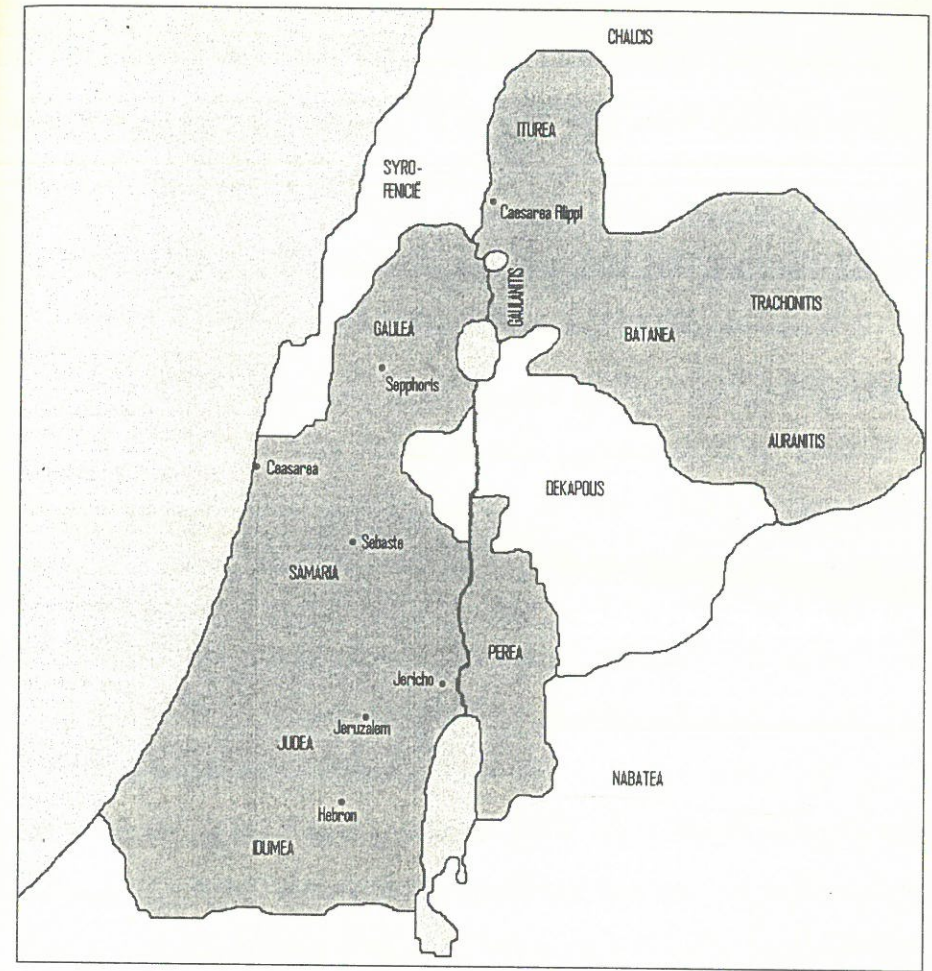 CHALCIS
ITUREA
SYRO-
FENICIË
Caesarea Filippi
GAULANITIS
TRACHONITIS
GALILEA
BATANEA
Sepphoris
AURANITIS
Ceasarea
DEKAPOLIS
Sebaste
SAMARIA
PEREA
Jericho
Jeruzalem
JUDEA
NABATEA
Hebron
IDUMEA